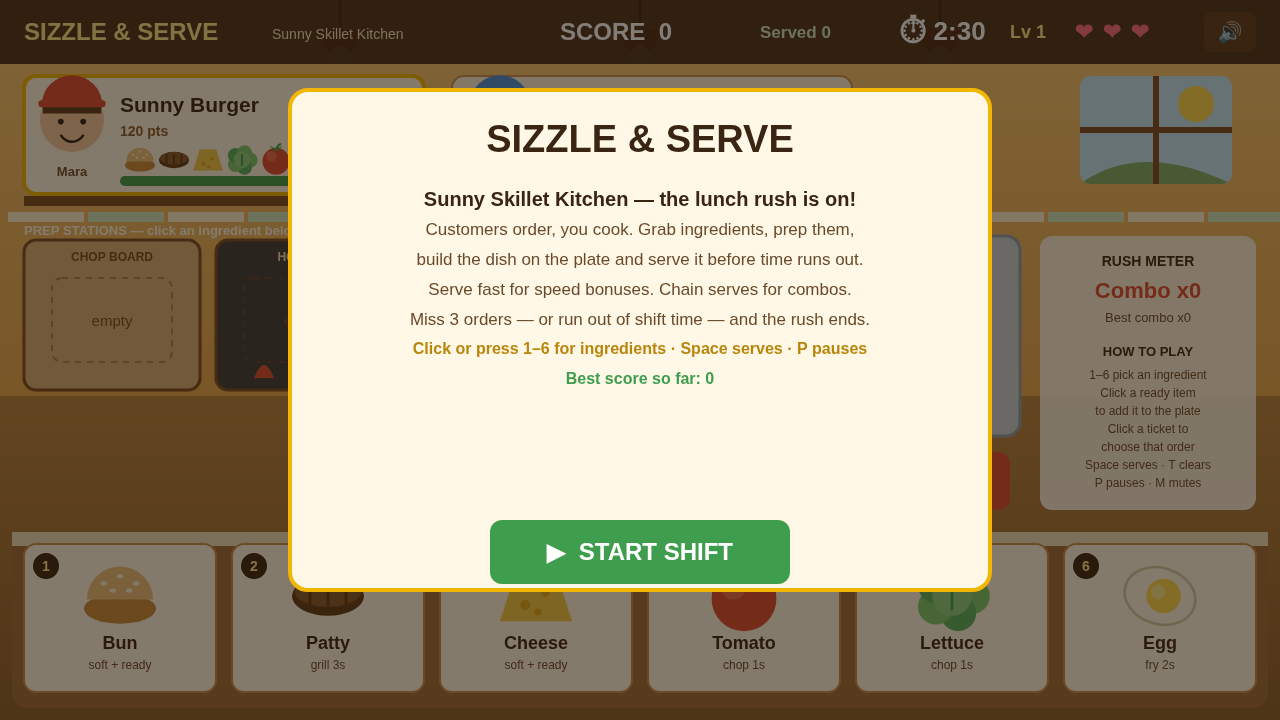 SIZZLE & SERVE
Sunny Skillet Kitchen
SCORE 0
Served 0
2:30
Lv 1
Sunny Burger
120 pts
Mara
PREP STATIONS — click an ingredient
CHOP BOARD
empty
SIZZLE & SERVE
Sunny Skillet Kitchen — the lunch rush is on!
Customers order, you cook. Grab ingredients, prep them,
build the dish on the plate and serve it before time runs out.
Serve fast for speed bonuses. Chain serves for combos.
Miss 3 orders — or run out of shift time — and the rush ends.
Click or press 1–6 for ingredients · Space serves · P pauses
Best score so far: 0
▶ START SHIFT
RUSH METER
Combo x0
Best combo x0
HOW TO PLAY
1–6 pick an ingredient
Click a ready item
to add it to the plate
Click a ticket to
choose that order
Space serves · T clears
P pauses · M mutes
1
Bun
soft + ready
2
Patty
grill 3s
Cheese
soft + ready
Tomato
chop 1s
Lettuce
chop 1s
6
Egg
fry 2s